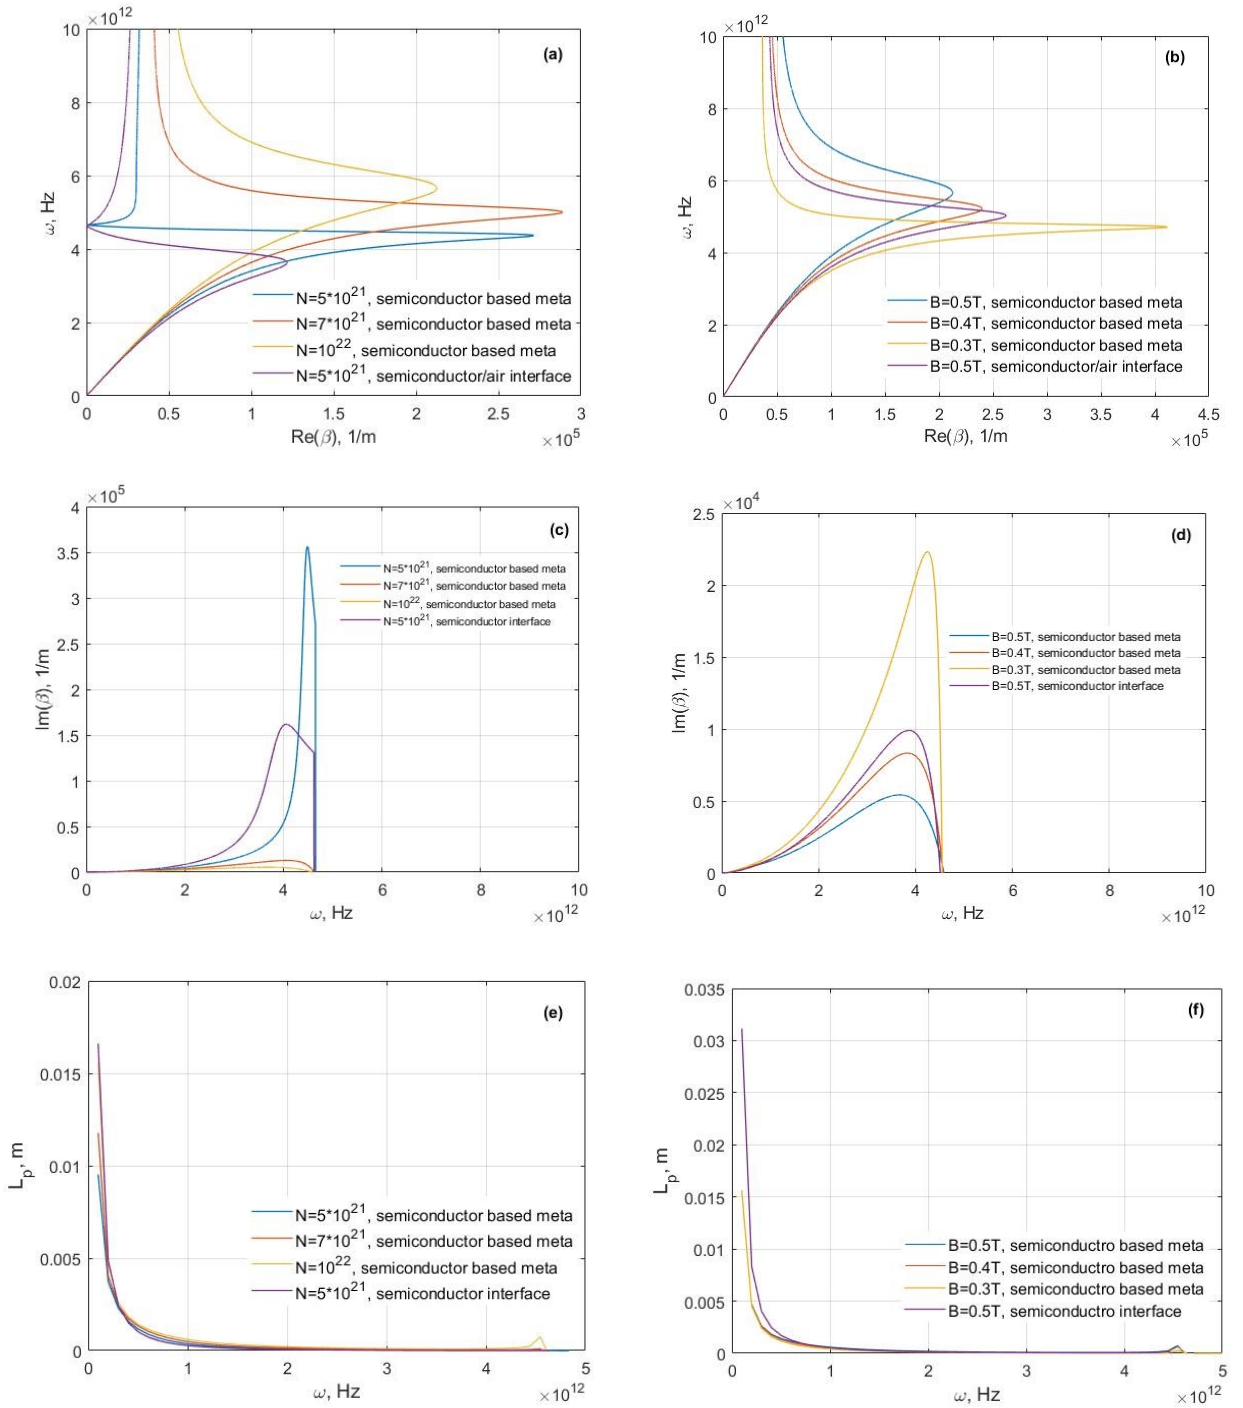 ×10^12
(a)
10
8
6
4
2
0
ω, Hz
N=5*10^21, semiconductor based meta
N=7*10^21, semiconductor based meta
N=10^22, semiconductor based meta
N=5*10^21, semiconductor/air interface
0 0.5 1 1.5 2 2.5 3
Re(β), 1/m
×10^5
×10^12
(b)
10
8
6
4
2
0
ω, Hz
B=0.5T, semiconductor based meta
B=0.4T, semiconductor based meta
B=0.3T, semiconductor based meta
B=0.5T, semiconductor/air interface
0 0.5 1 1.5 2 2.5 3 3.5 4 4.5
Re(β), 1/m
×10^5
×10^5
(c)
4
3.5
3
2.5
2
1.5
1
0.5
0
Im(β), 1/m
N=5*10^21, semiconductor based meta
N=7*10^21, semiconductor based meta
N=10^22, semiconductor based meta
N=5*10^21, semiconductor interface
0 2 4 6 8 10
ω, Hz
×10^12
×10^4
(d)
2.5
2
1.5
1
0.5
0
Im(β), 1/m
B=0.5T, semiconductor based meta
B=0.4T, semiconductor based meta
B=0.3T, semiconductor based meta
B=0.5T, semiconductor interface
0 2 4 6 8 10
ω, Hz
×10^12
(e)
0.02
0.015
0.01
0.005
0
L_p, m
N=5*10^21, semiconductor based meta
N=7*10^21, semiconductor based meta
N=10^22, semiconductor based meta
N=5*10^21, semiconductor interface
0 1 2 3 4 5
ω, Hz
×10^12
(f)
0.035
0.03
0.025
0.02
0.015
0.01
0.005
0
L_p, m
B=0.5T, semiconductro based meta
B=0.4T, semiconductro based meta
B=0.3T, semiconductro based meta
B=0.5T, semiconductro interface
0 1 2 3 4 5
ω, Hz
×10^12